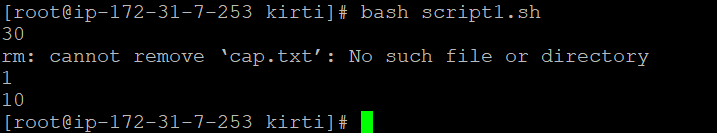 [root@ip-172-31-7-253 kirti]# bash script1.sh
30
rm: cannot remove ‘cap.txt’: No such file or directory
1
10
[root@ip-172-31-7-253 kirti]#